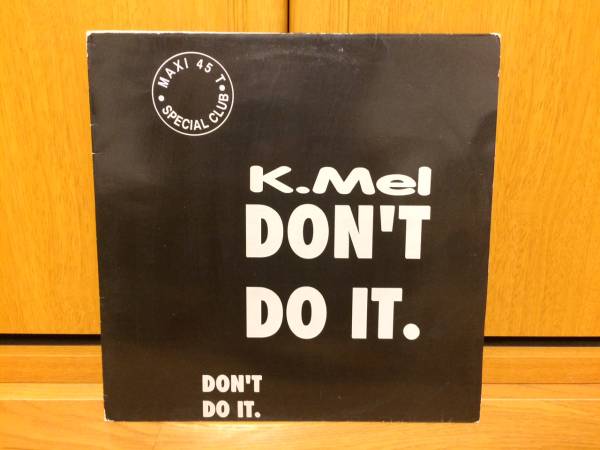 • MAXI 45 T •
SPECIAL CLUB
K.Mel
DON'T
DO IT.
DON'T
DO IT.